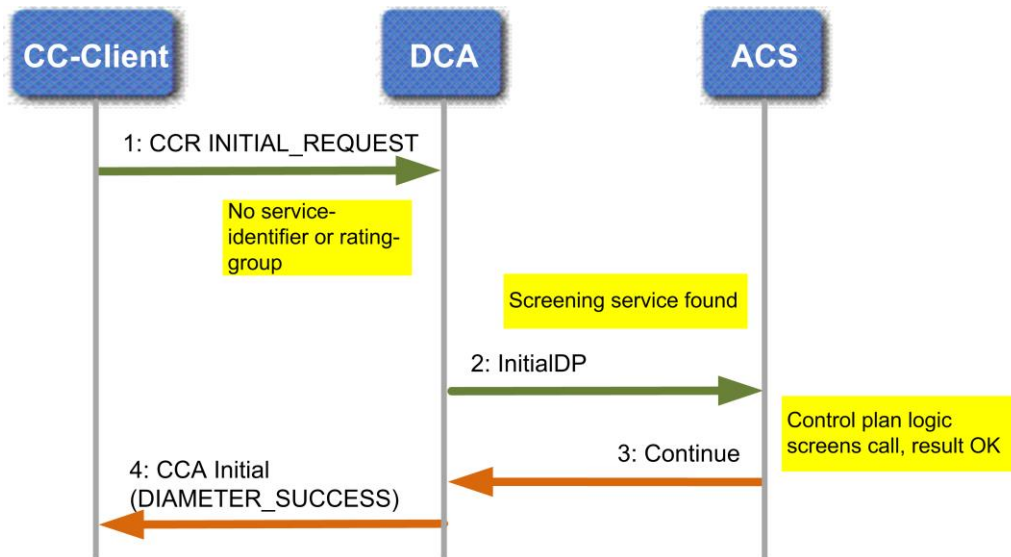 CC-Client
DCA
ACS
1: CCR INITIAL_REQUEST
No service-
identifier or rating-
group
Screening service found
2: InitialDP
Control plan logic
screens call, result OK
3: Continue
4: CCA Initial
(DIAMETER_SUCCESS)